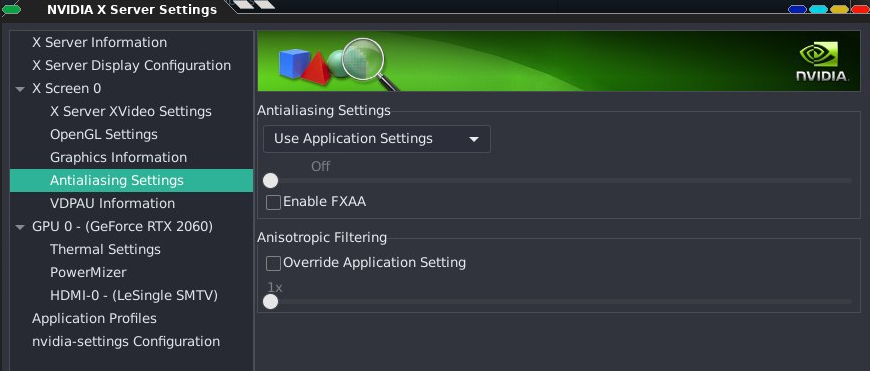 NVIDIA X Server Settings
X Server Information
X Server Display Configuration
X Screen 0
X Server XVideo Settings
OpenGL Settings
Graphics Information
Antialiasing Settings
VDPAU Information
GPU 0 - (GeForce RTX 2060)
Thermal Settings
PowerMizer
HDMI-0 - (LeSingle SMTV)
Application Profiles
nvidia-settings Configuration
NVIDIA.
Antialiasing Settings
Use Application Settings
Off
Enable FXAA
Anisotropic Filtering
Override Application Setting
1x